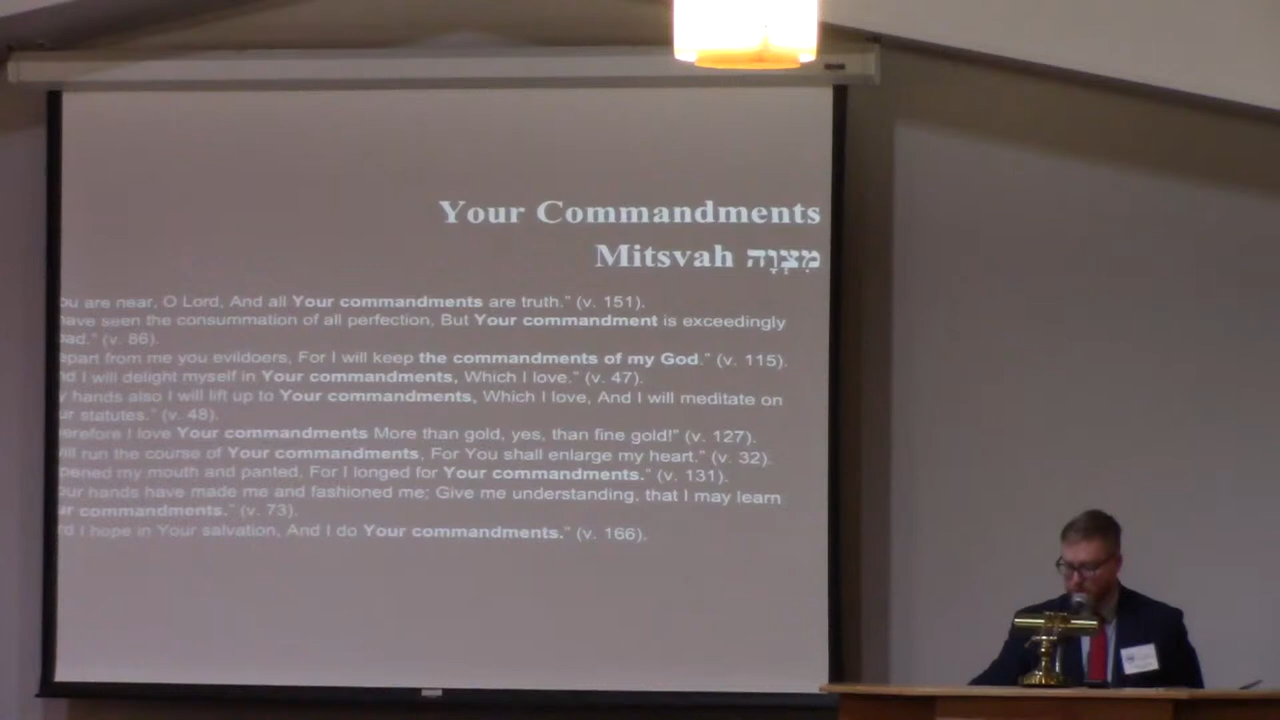 Your Commandments
Mitsvah מִצְוָה
ou are near, O Lord, And all Your commandments are truth." (v. 151).
have seen the consummation of all perfection, But Your commandment is exceedingly
oad." (v. 86).
epart from me you evildoers, For I will keep the commandments of my God." (v. 115).
nd I will delight myself in Your commandments, Which I love." (v. 47).
y hands also I will lift up to Your commandments, Which I love, And I will meditate on
ur statutes." (v. 48).
erefore I love Your commandments More than gold, yes, than fine gold!" (v. 127).
ill run the course of Your commandments, For You shall enlarge my heart." (v. 32).
pened my mouth and panted, For I longed for Your commandments." (v. 131).
our hands have made me and fashioned me; Give me understanding, that I may learn
ur commandments." (v. 73).
rd I hope in Your salvation, And I do Your commandments." (v. 166).